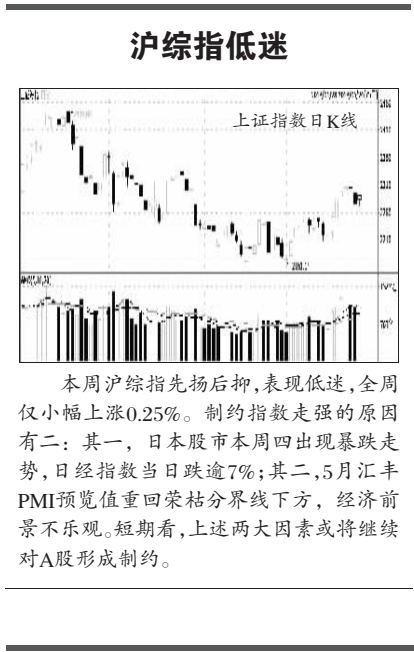 沪综指低迷
上证指数日K线
本周沪综指先扬后抑,表现低迷,全周
仅小幅上涨0.25%。制约指数走强的原因
有二:其一,日本股市本周四出现暴跌走
势,日经指数当日跌逾7%;其二,5月汇丰
PMI预览值重回荣枯分界线下方,经济前
景不乐观。短期看,上述两大因素或将继续
对A股形成制约。